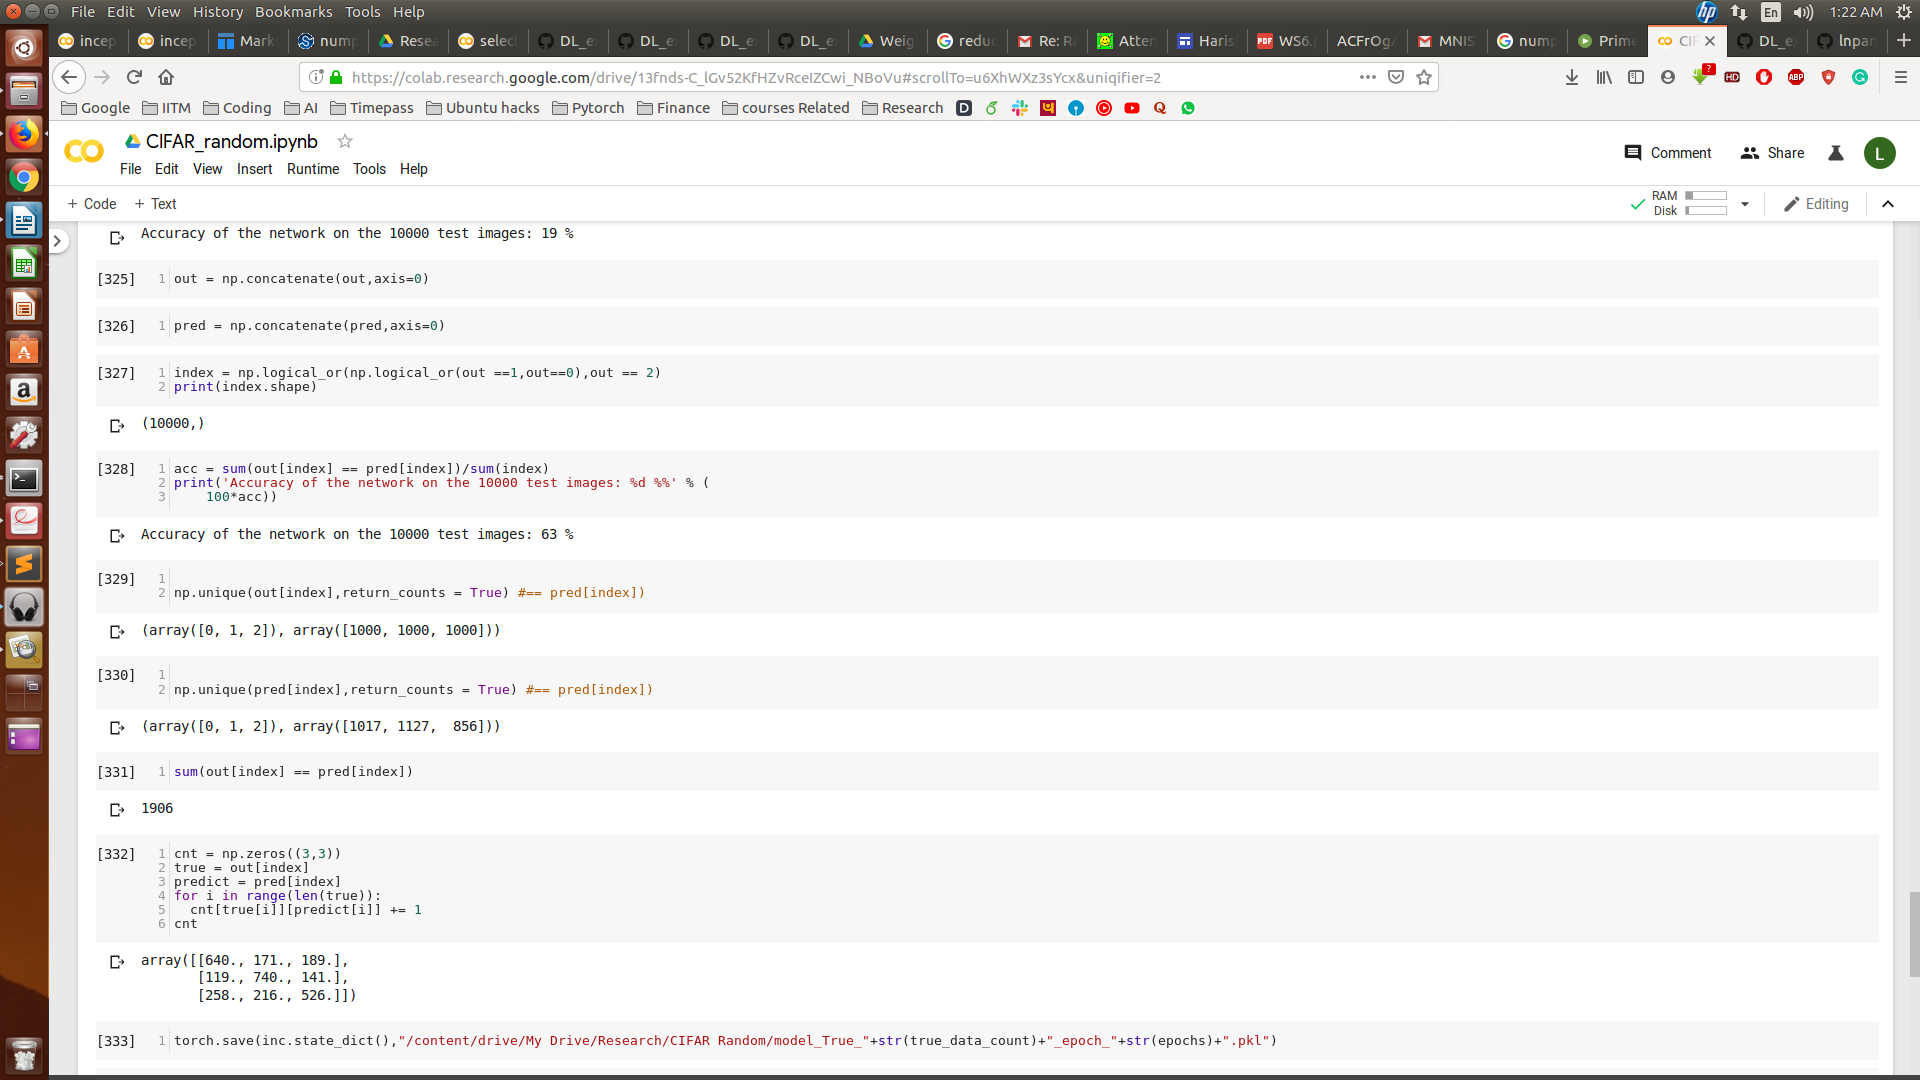 File Edit View History Bookmarks Tools Help
En 1:22 AM
incep incep Mark nump Resea selec DL_e DL_e DL_e DL_e Weig reduc Re: Ra Atten Haris WS6.p ACFrOgA MNIS nump Prime CIF DL_e lnpan
https://colab.research.google.com/drive/13fnds-C_lGv52KfHZvRceIZCwi_NBoVu#scrollTo=u6XhWXz3sYcx&uniqifier=2
Google IITM Coding AI Timepass Ubuntu hacks Pytorch Finance courses Related Research
CIFAR_random.ipynb
File Edit View Insert Runtime Tools Help
Comment Share L
+ Code + Text
RAM
Disk
Editing
Accuracy of the network on the 10000 test images: 19 %
[325] 1 out = np.concatenate(out,axis=0)
[326] 1 pred = np.concatenate(pred,axis=0)
[327] 1 index = np.logical_or(np.logical_or(out ==1,out==0),out == 2)
2 print(index.shape)
(10000,)
[328] 1 acc = sum(out[index] == pred[index])/sum(index)
2 print('Accuracy of the network on the 10000 test images: %d %%' % (
3 100*acc))
Accuracy of the network on the 10000 test images: 63 %
[329] 1
2 np.unique(out[index],return_counts = True) #== pred[index])
(array([0, 1, 2]), array([1000, 1000, 1000]))
[330] 1
2 np.unique(pred[index],return_counts = True) #== pred[index])
(array([0, 1, 2]), array([1017, 1127,  856]))
[331] 1 sum(out[index] == pred[index])
1906
[332] 1 cnt = np.zeros((3,3))
2 true = out[index]
3 predict = pred[index]
4 for i in range(len(true)):
5 cnt[true[i]][predict[i]] += 1
6 cnt
array([[640., 171., 189.],
[119., 740., 141.],
[258., 216., 526.]])
[333] 1 torch.save(inc.state_dict(),"/content/drive/My Drive/Research/CIFAR Random/model_True_"+str(true_data_count)+"_epoch_"+str(epochs)+".pkl")